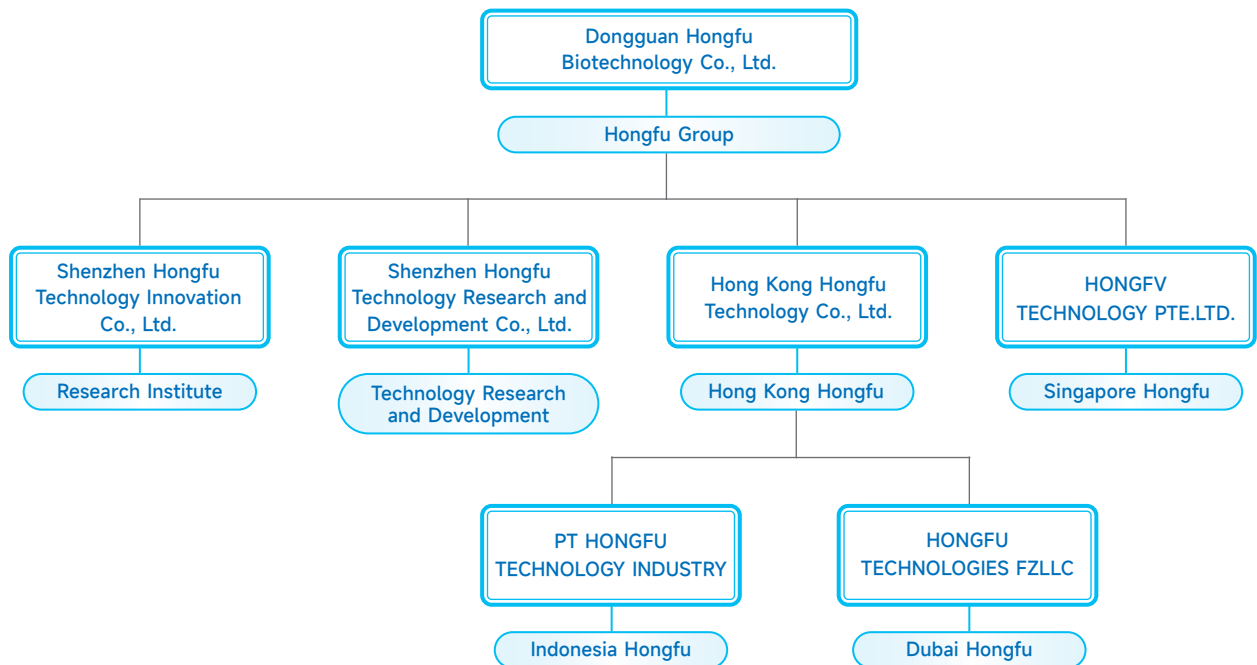 Dongguan Hongfu
Biotechnology Co., Ltd.
Hongfu Group
Shenzhen Hongfu
Technology Innovation
Co., Ltd.
Research Institute
Shenzhen Hongfu
Technology Research and
Development Co., Ltd.
Technology Research
and Development
Hong Kong Hongfu
Technology Co., Ltd.
Hong Kong Hongfu
HONGFV
TECHNOLOGY PTE.LTD.
Singapore Hongfu
PT HONGFU
TECHNOLOGY INDUSTRY
Indonesia Hongfu
HONGFU
TECHNOLOGIES FZLLC
Dubai Hongfu